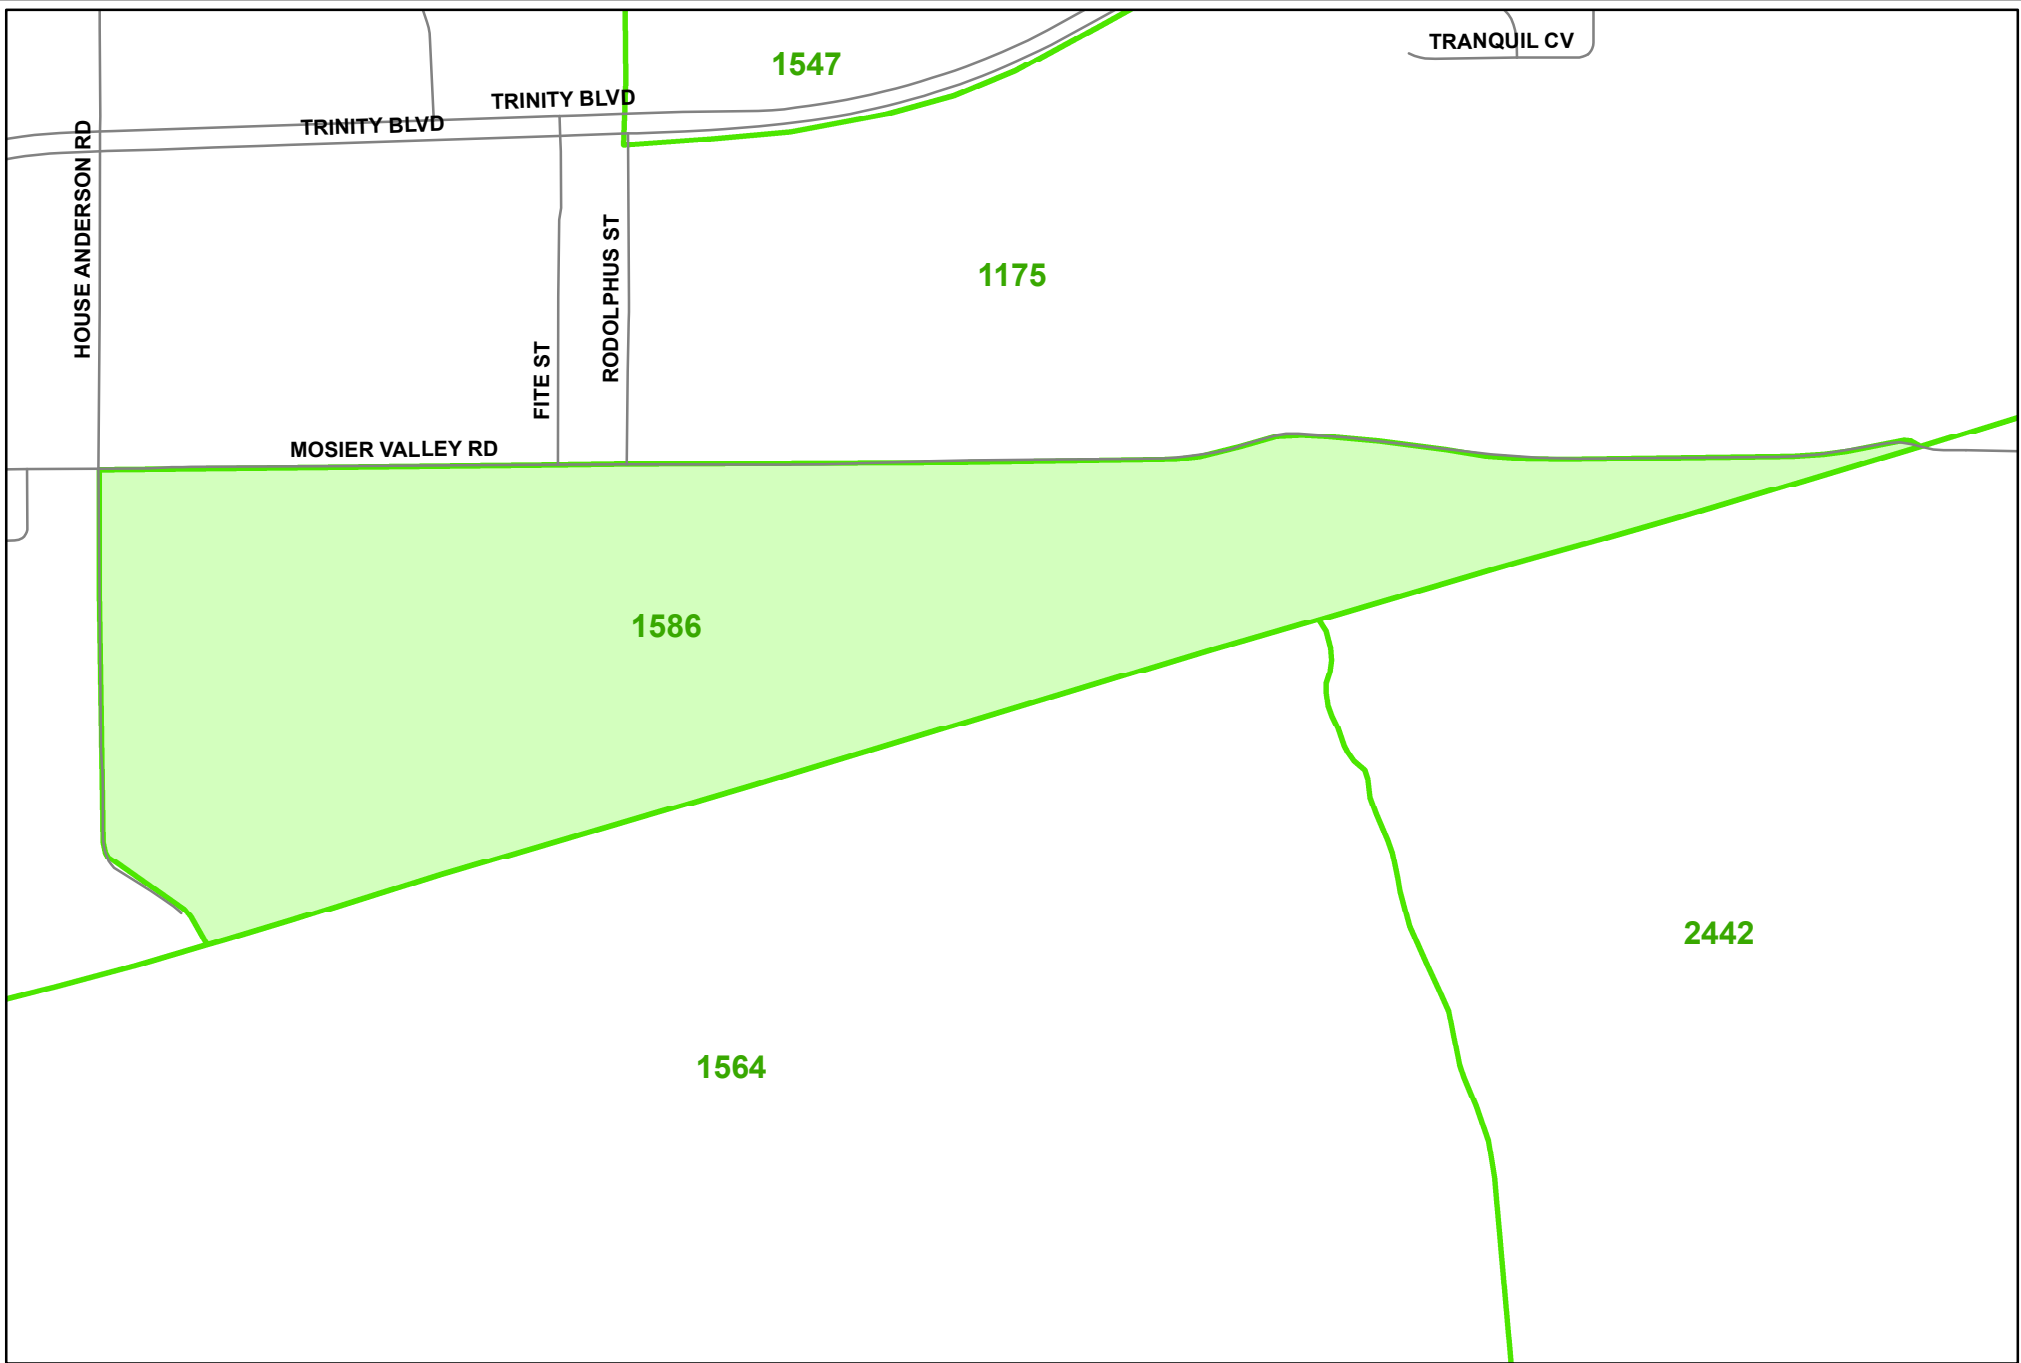 TRANQUIL CV
1547
TRINITY BLVD
TRINITY BLVD
HOUSE ANDERSON RD
RODOLPHUS ST
1175
FITE ST
MOSIER VALLEY RD
1586
2442
1564